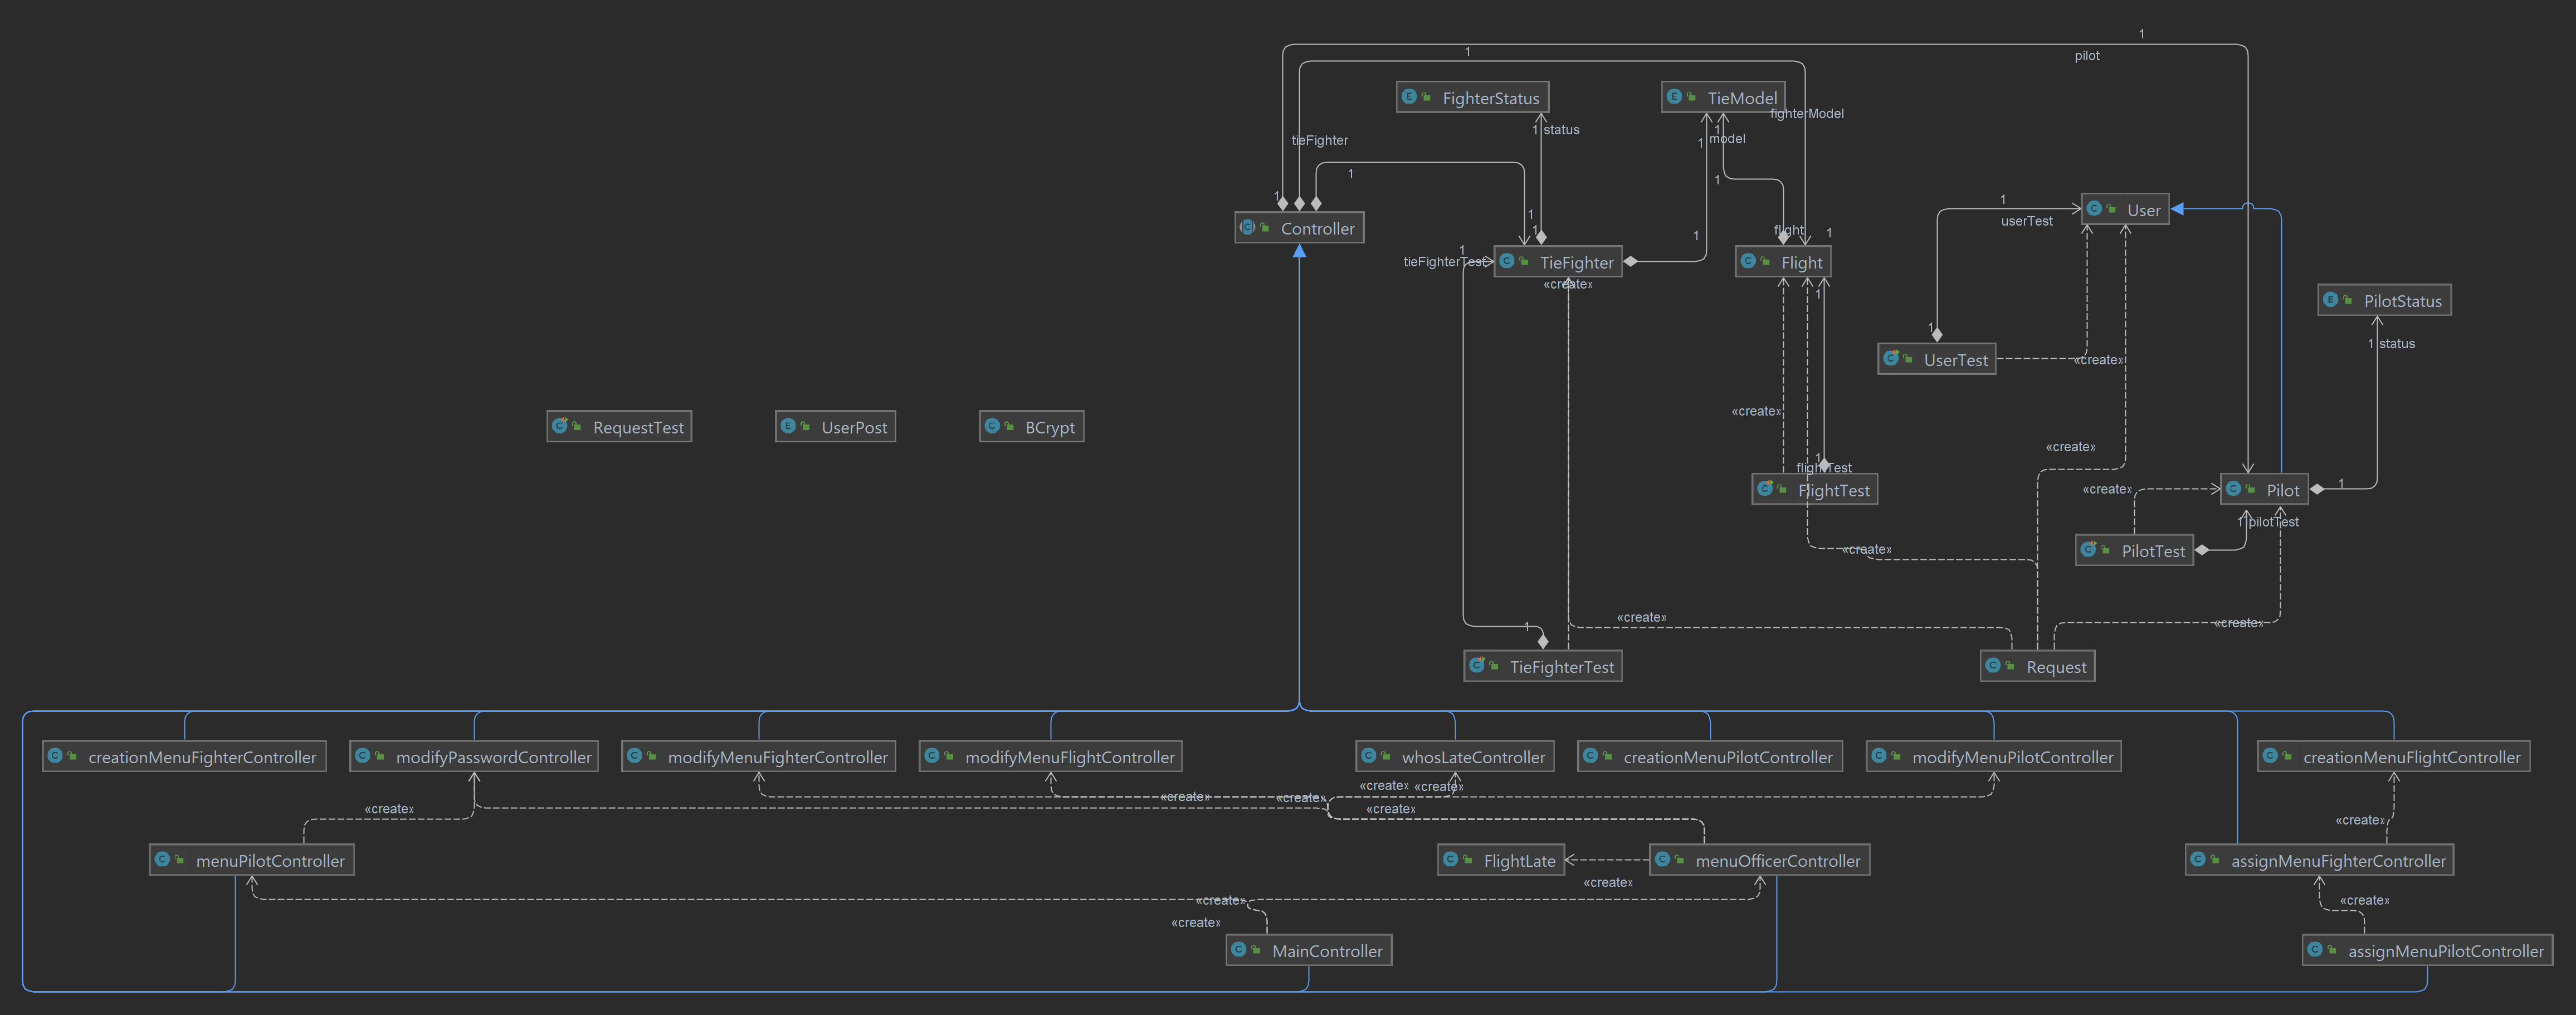 1
1
pilot
FighterStatus
TieModel
fighterModel
1 status
1
model
tieFighter
1
1
1
1
Controller
1
1
1
1
flight
1
User
1
userTest
tieFighterTest
1
TieFighter
Flight
«create»
1
PilotStatus
1 status
1
UserTest
«create»
RequestTest
UserPost
BCrypt
«create»
«create»
1
flightTest
FlightTest
«create»
Pilot
1
1 pilotTest
PilotTest
«create»
«create»
«create»
1
TieFighterTest
Request
creationMenuFighterController
modifyPasswordController
modifyMenuFighterController
modifyMenuFlightController
whosLateController
creationMenuPilotController
modifyMenuPilotController
creationMenuFlightController
«create»
«create»
«create»
«create»
«create»
«create»
«create»
menuPilotController
FlightLate
menuOfficerController
assignMenuFighterController
«create»
«create»
«create»
«create»
MainController
assignMenuPilotController